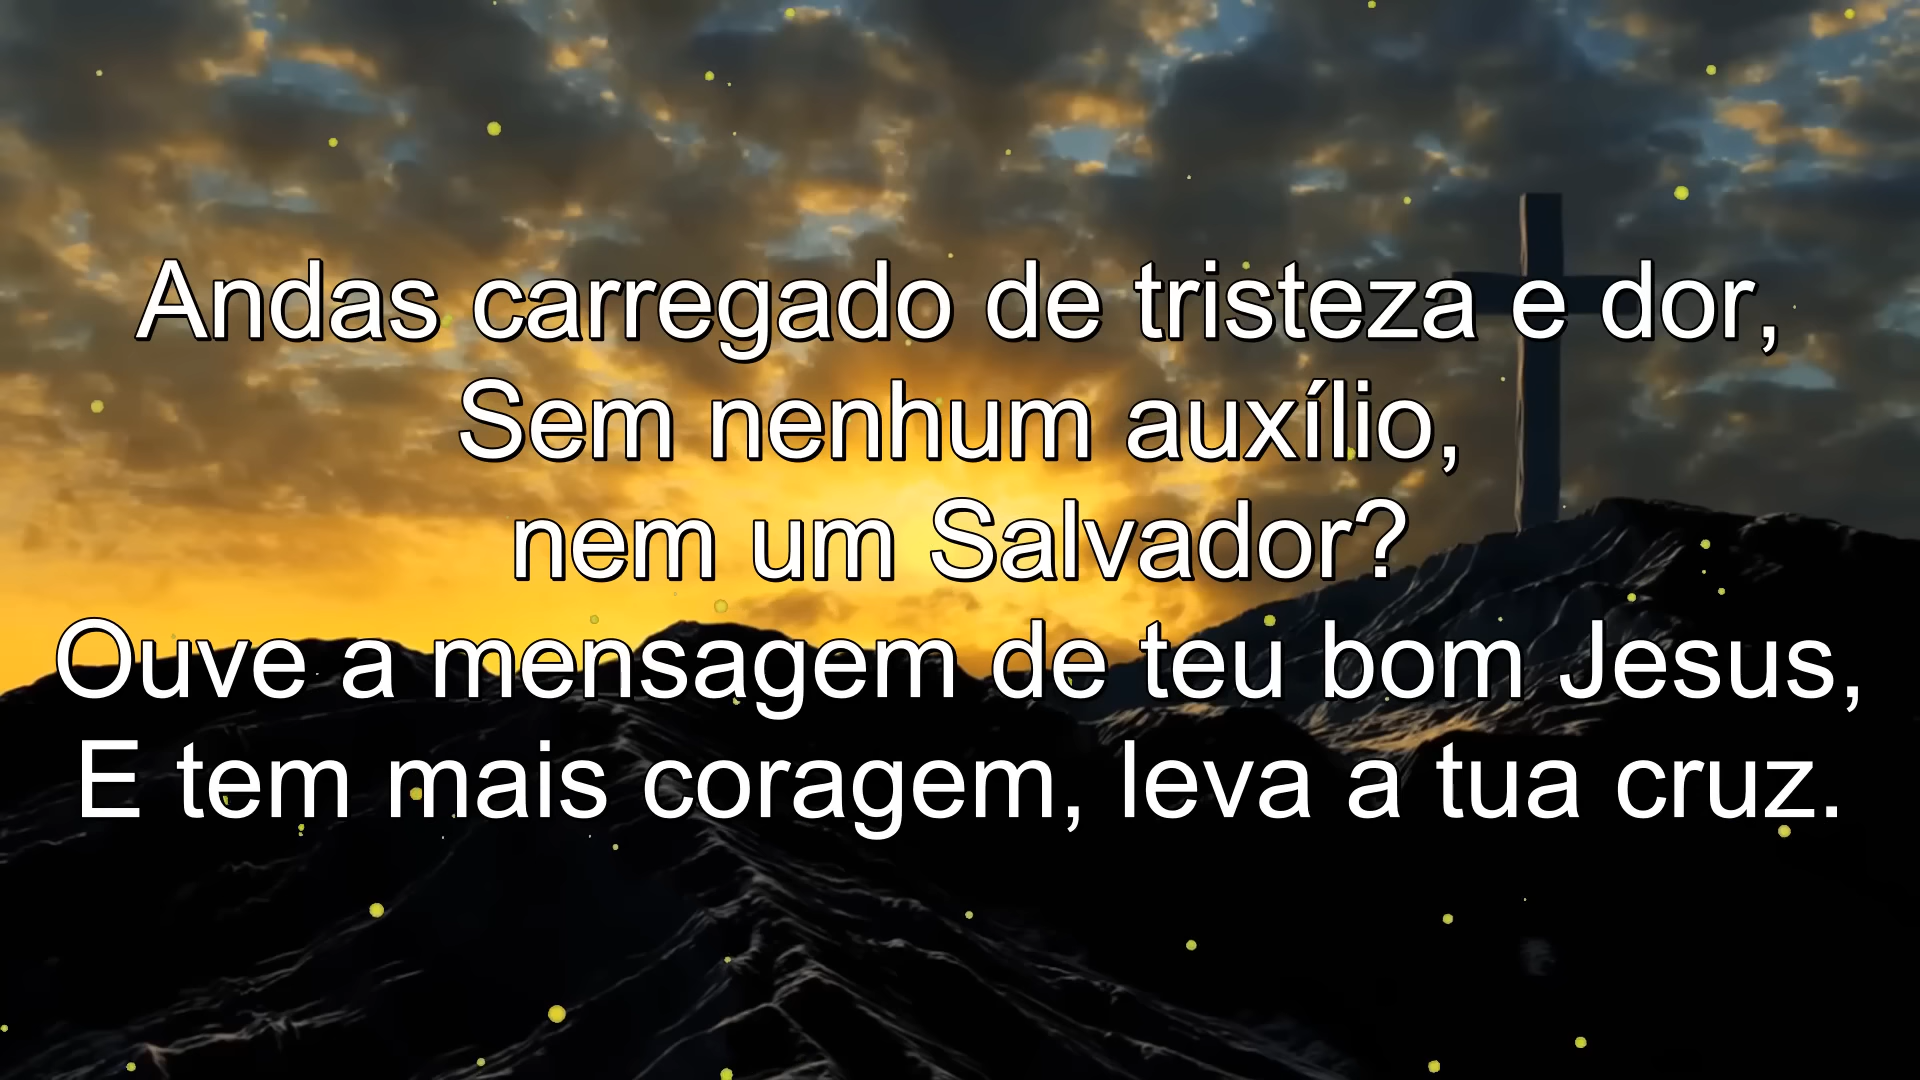 Andas carregado de tristeza e dor,
Sem nenhum auxílio,
nem um Salvador?
Ouve a mensagem de teu bom Jesus,
E tem mais coragem, leva a tua cruz.